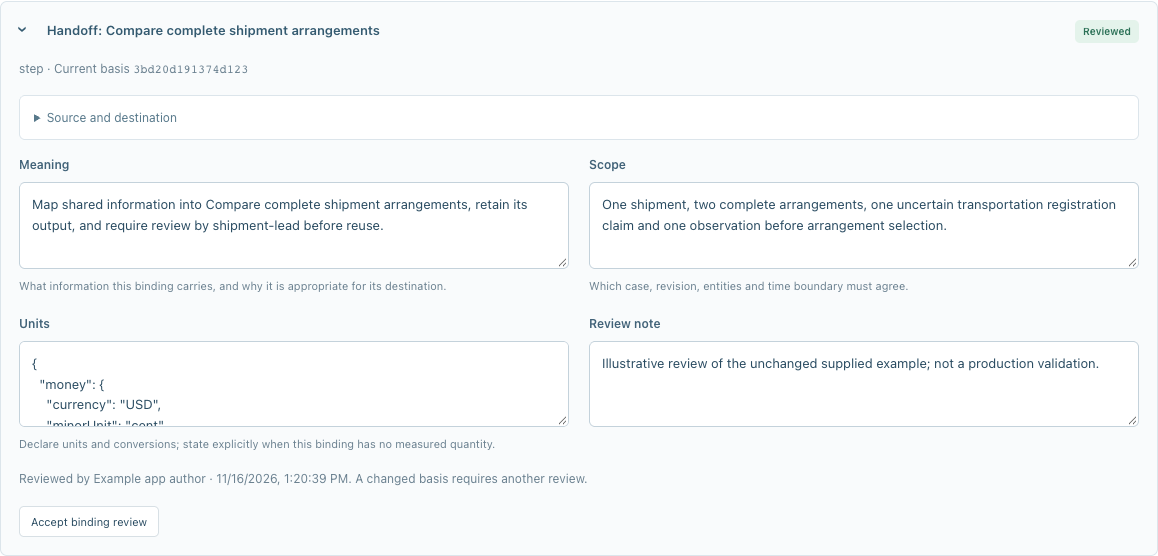 Handoff: Compare complete shipment arrangements
Reviewed
step · Current basis 3bd20d191374d123
Source and destination
Meaning
Scope
Map shared information into Compare complete shipment arrangements, retain its
output, and require review by shipment-lead before reuse.
One shipment, two complete arrangements, one uncertain transportation registration
claim and one observation before arrangement selection.
What information this binding carries, and why it is appropriate for its destination.
Which case, revision, entities and time boundary must agree.
Units
Review note
{
"money": {
"currency": "USD",
"minorUnit": "cent"
Illustrative review of the unchanged supplied example; not a production validation.
Declare units and conversions; state explicitly when this binding has no measured quantity.
Reviewed by Example app author · 11/16/2026, 1:20:39 PM. A changed basis requires another review.
Accept binding review